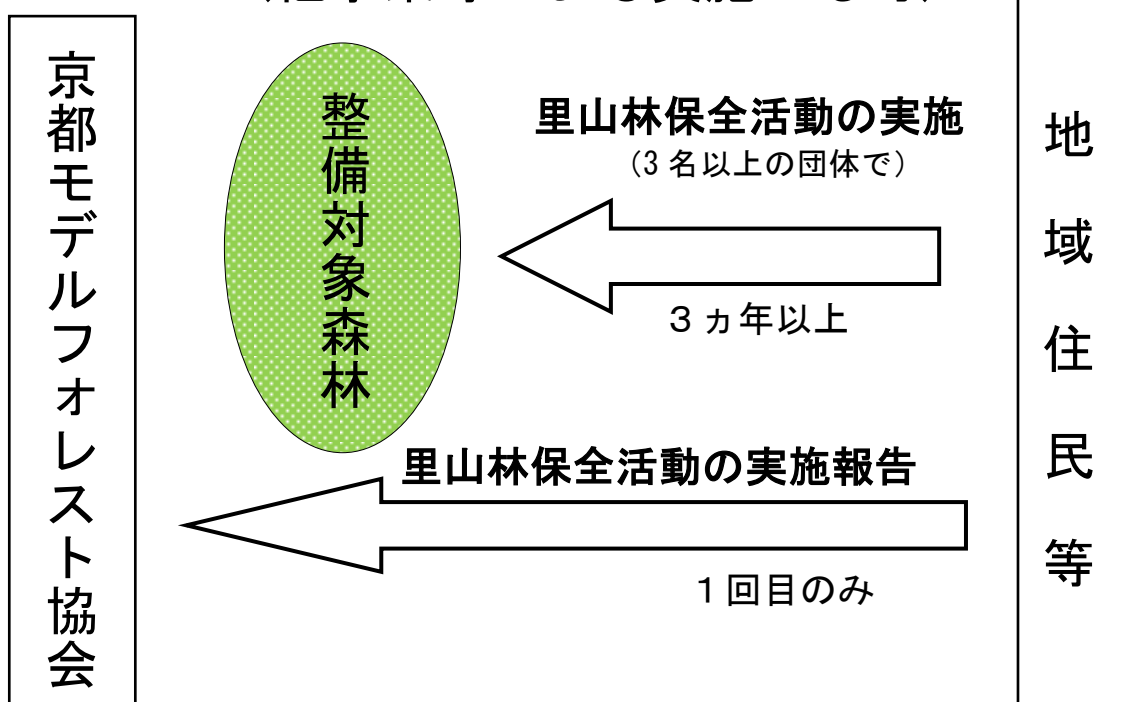 京都モデルフォレスト協会
整備対象森林
里山林保全活動の実施
（3 名以上の団体で）
３ヵ年以上
里山林保全活動の実施報告
１回目のみ
地域住民等